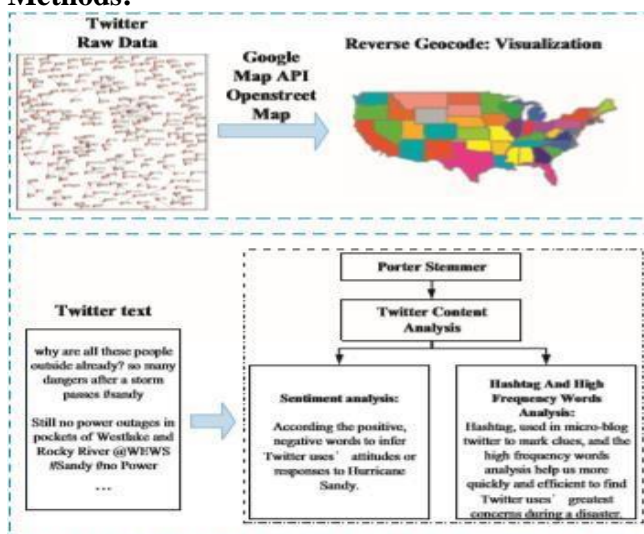 Methods:
Twitter
Raw Data
Google
Map API
Openstreet
Map
Reverse Geocode: Visualization
Twitter text
why are all these people
outside already? so many
dangers after a storm
passes #sandy
Still no power outages in
pockets of Westlake and
Rocky River @WEWS
#Sandy #no Power
...
Porter Stemmer
Twitter Content
Analysis
Sentiment analysis:
According the positive,
negative words to infer
Twitter uses' attitudes or
responses to Hurricane
Sandy.
Hashtag And High
Frequency Words
Analysis:
Hashtag, used in micro-blog
twitter to mark clues, and the
high frequency words
analysis help us more
quickly and efficient to find
Twitter uses' greatest
concerns during a disaster.